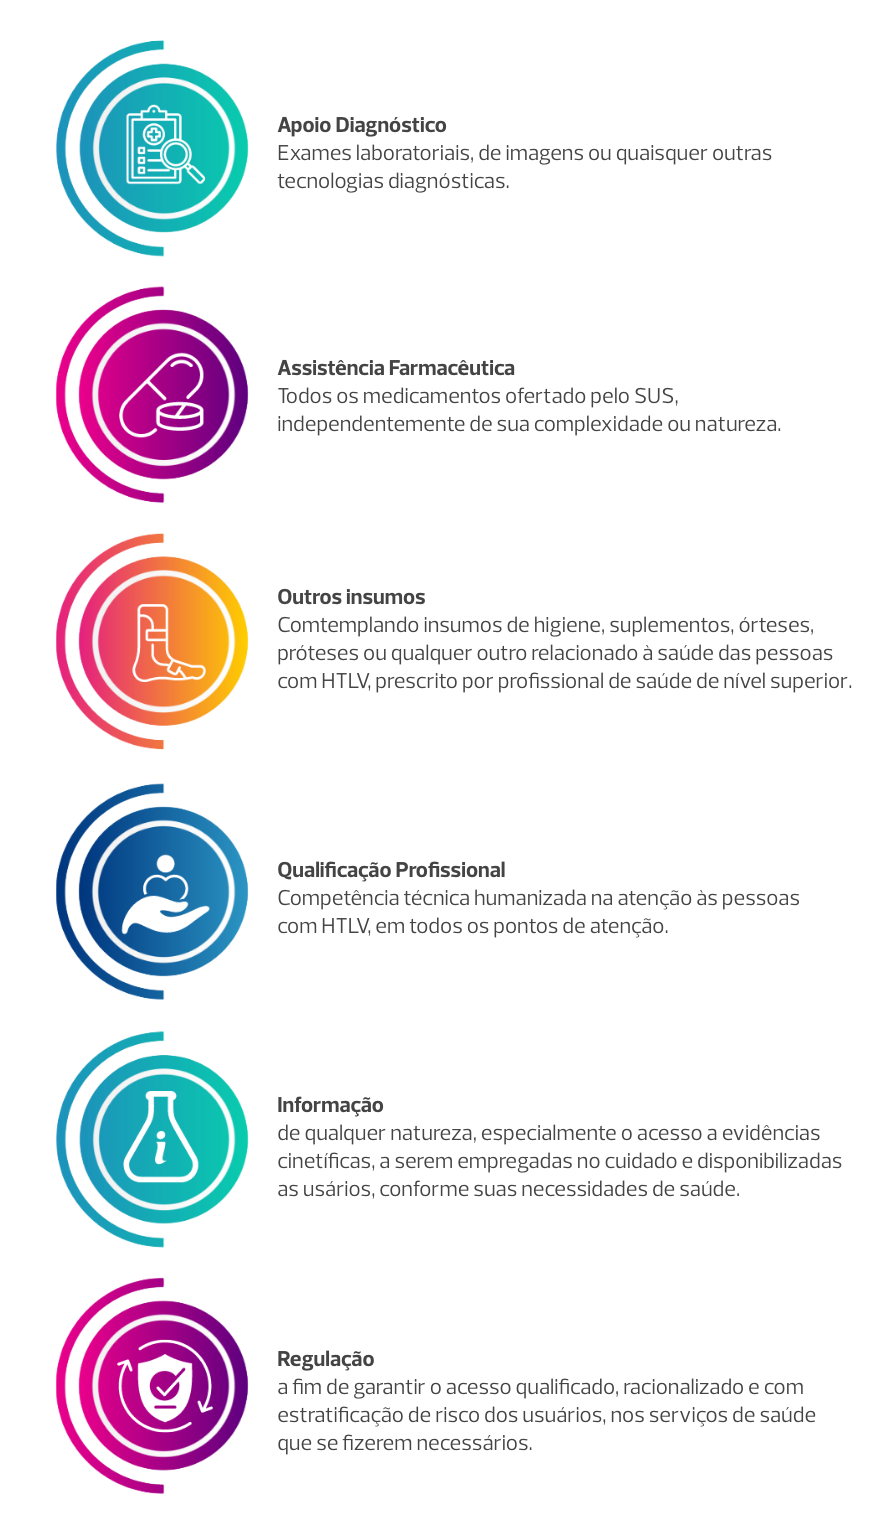 Apoio Diagnóstico
Exames laboratoriais, de imagens ou quaisquer outras
tecnologias diagnósticas.
Assistência Farmacêutica
Todos os medicamentos ofertado pelo SUS,
independentemente de sua complexidade ou natureza.
Outros insumos
Comtemplando insumos de higiene, suplementos, órteses,
próteses ou qualquer outro relacionado à saúde das pessoas
com HTLV, prescrito por profissional de saúde de nível superior.
Qualificação Profissional
Competência técnica humanizada na atenção às pessoas
com HTLV, em todos os pontos de atenção.
i
Informação
de qualquer natureza, especialmente o acesso a evidências
cinetíficas, a serem empregadas no cuidado e disponibilizadas
as usários, conforme suas necessidades de saúde.
Regulação
a fim de garantir o acesso qualificado, racionalizado e com
estratificação de risco dos usuários, nos serviços de saúde
que se fizerem necessários.